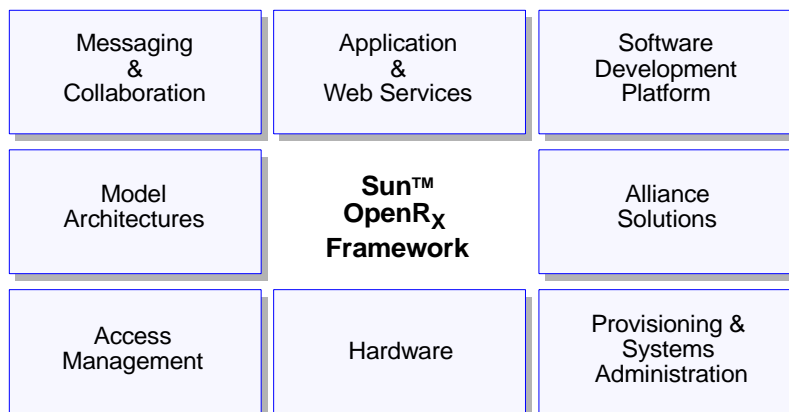 Messaging
&
Collaboration
Application
&
Web Services
Software
Development
Platform
Model
Architectures
Sun™
OpenRX
Framework
Alliance
Solutions
Access
Management
Hardware
Provisioning &
Systems
Administration